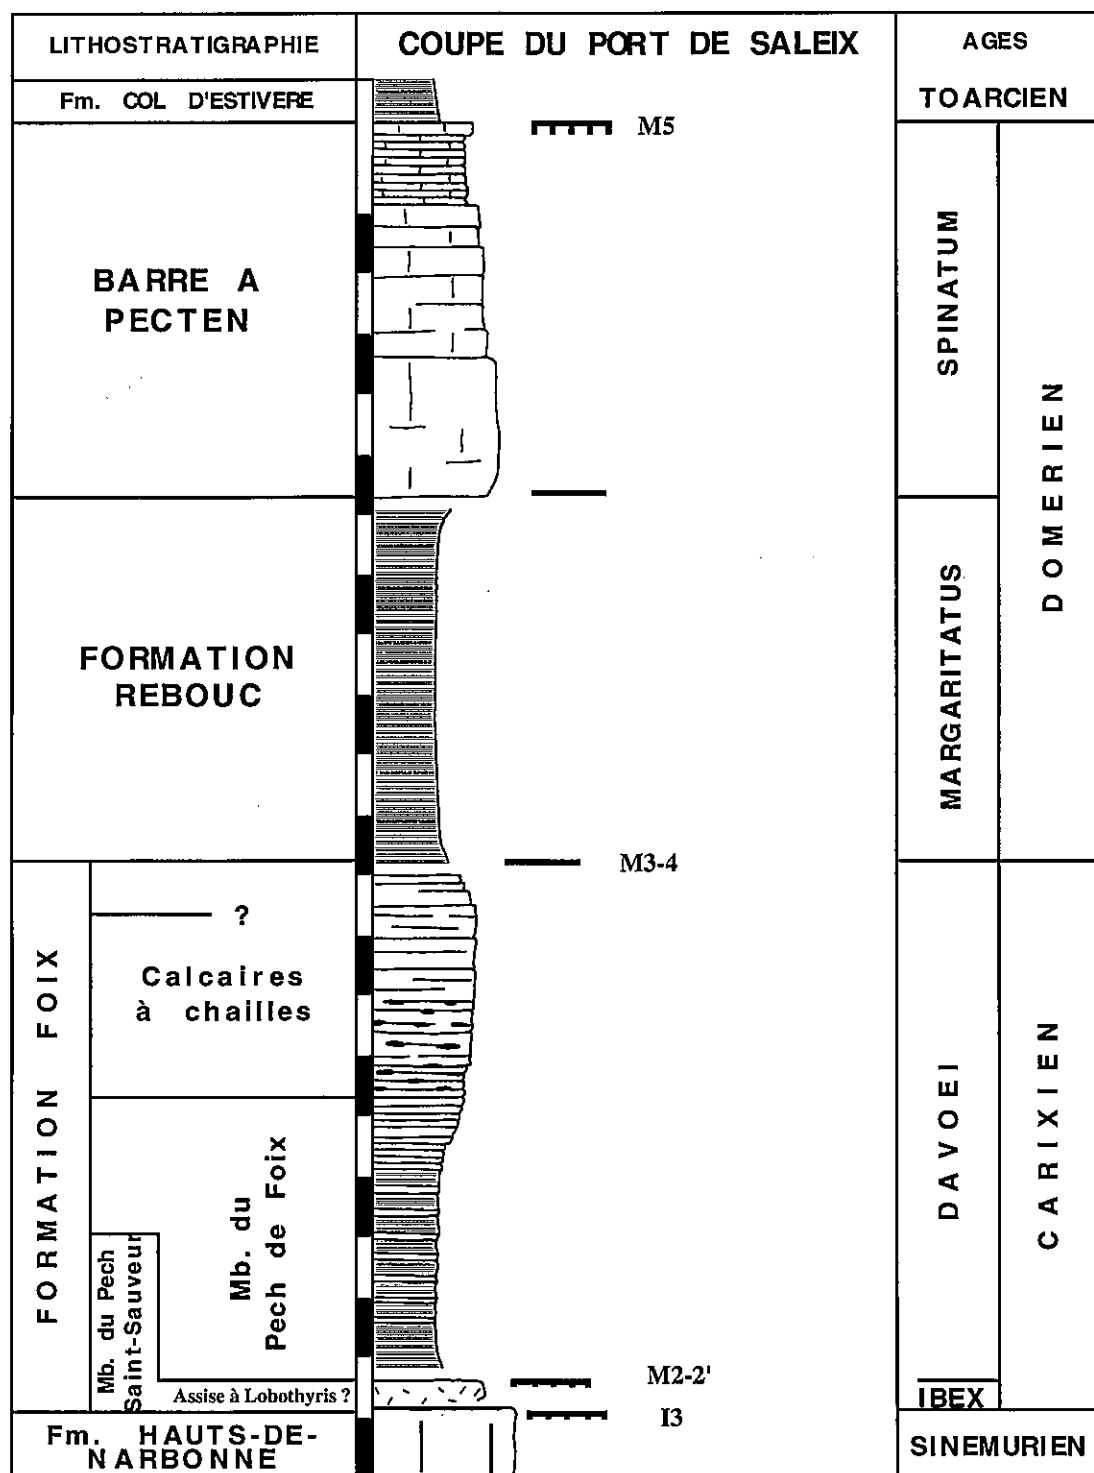 LITHOSTRATIGRAPHIE
COUPE DU PORT DE SALEIX
AGES
Fm. COL D'ESTIVERE
TOARCIEN
M5
BARRE A
PECTEN
SPINATUM
DOMERIEN
FORMATION
REBOUC
MARGARITATUS
M3-4
FORMATION FOIX
?
Calcaires
à chailles
DAVOEI
CARIXIEN
Mb. du
Pech de Foix
Mb. du Pech
Saint-Sauveur
M2-2'
Assise à Lobothyris ?
IBEX
I3
Fm. HAUTS-DE-
NARBONNE
SINEMURIEN